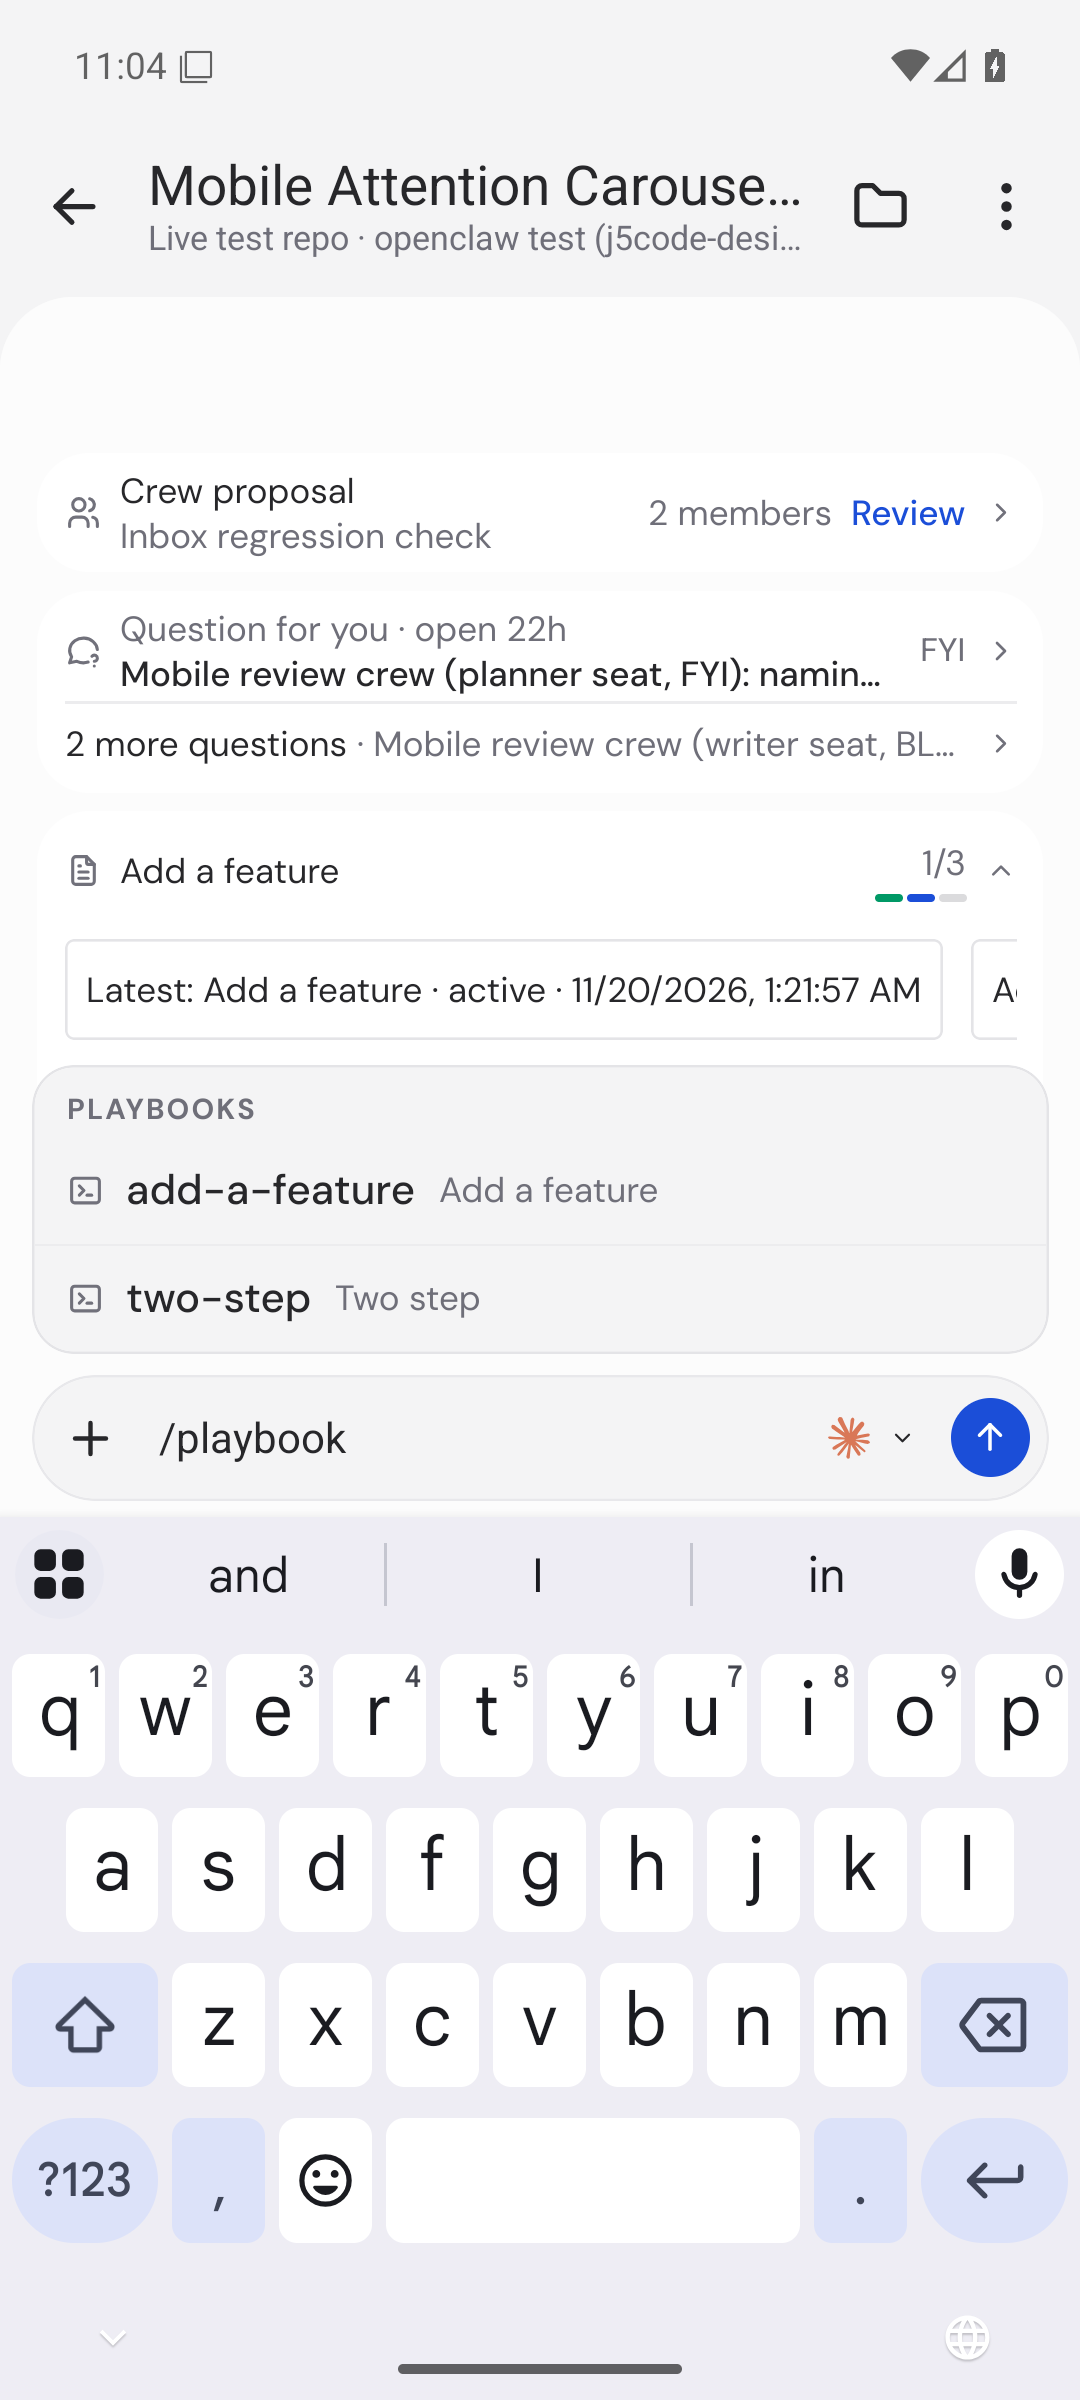 11:04
Mobile Attention Carouse...
Live test repo · openclaw test (j5code-desi...
Crew proposal
Inbox regression check
2 members Review
Question for you · open 22h
Mobile review crew (planner seat, FYI): namin...
FYI
2 more questions · Mobile review crew (writer seat, BL...
Add a feature
1/3
Latest: Add a feature · active · 11/20/2026, 1:21:57 AM
PLAYBOOKS
add-a-feature Add a feature
two-step Two step
/playbook
and I in
q 1 w 2 e 3 r 4 t 5 y 6 u 7 i 8 o 9 p 0
a s d f g h j k l
z x c v b n m
?123 , .